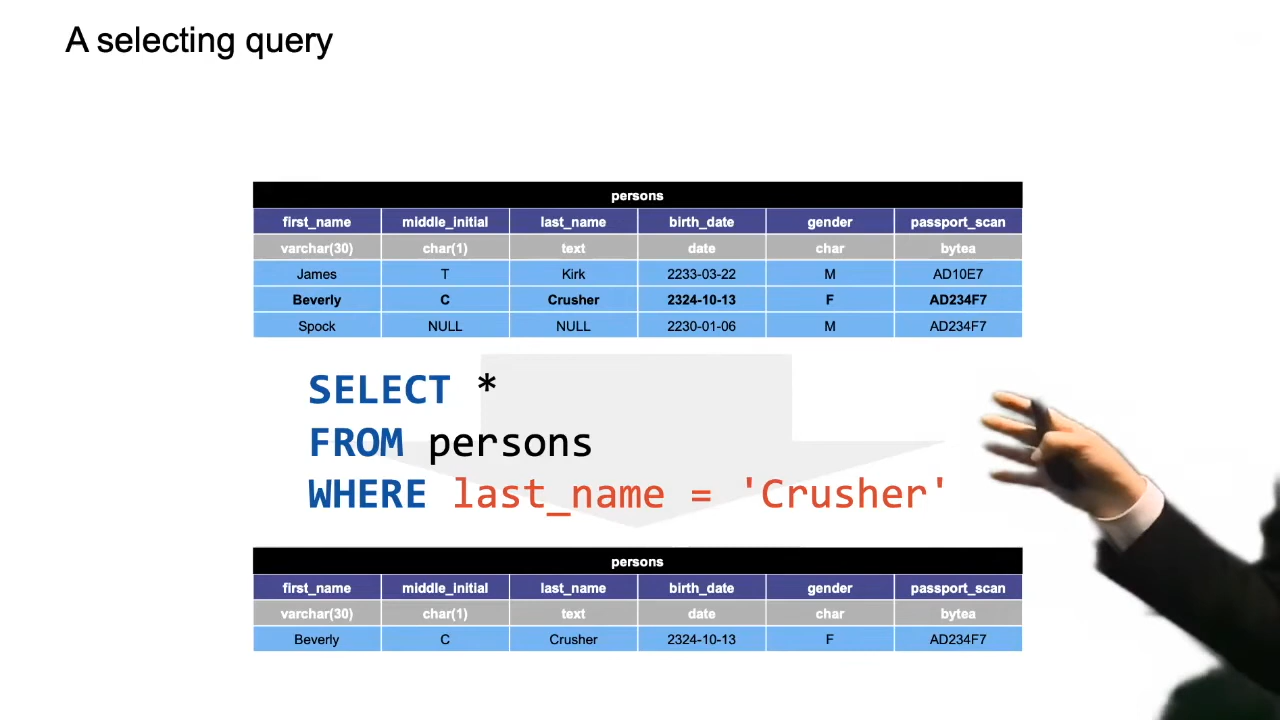 A selecting query
persons
first_name middle_initial last_name birth_date gender passport_scan
varchar(30) char(1) text date char bytea
James T Kirk 2233-03-22 M AD10E7
Beverly C Crusher 2324-10-13 F AD234F7
Spock NULL NULL 2230-01-06 M AD234F7
SELECT *
FROM persons
WHERE last_name = 'Crusher'
persons
first_name middle_initial last_name birth_date gender passport_scan
varchar(30) char(1) text date char bytea
Beverly C Crusher 2324-10-13 F AD234F7